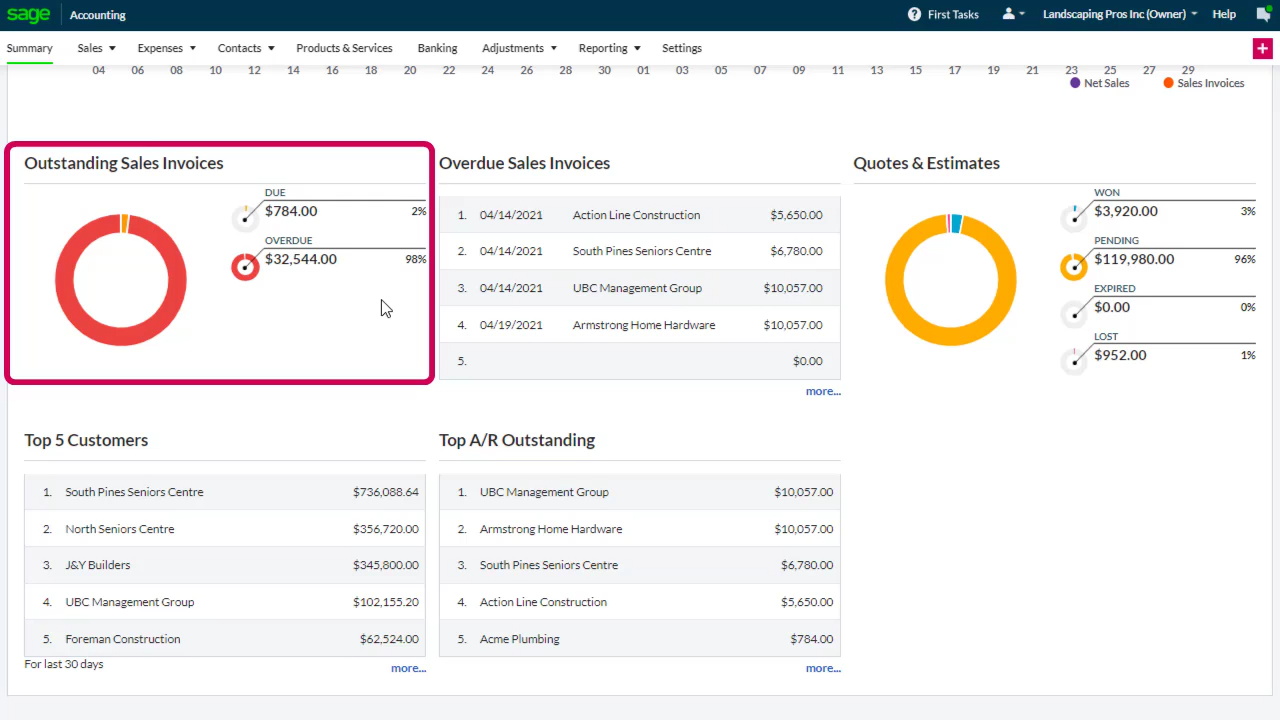 sage Accounting First Tasks Landscaping Pros Inc (Owner) Help
Summary Sales Expenses Contacts Products & Services Banking Adjustments Reporting Settings +
04 06 08 10 12 14 16 18 20 22 24 26 28 30 01 03 05 07 09 11 13 15 17 19 21 23 25 27 29
Net Sales Sales Invoices
Outstanding Sales Invoices
DUE
$784.00 2%
OVERDUE
$32,544.00 98%
Overdue Sales Invoices
1. 04/14/2021 Action Line Construction $5,650.00
2. 04/14/2021 South Pines Seniors Centre $6,780.00
3. 04/14/2021 UBC Management Group $10,057.00
4. 04/19/2021 Armstrong Home Hardware $10,057.00
5. $0.00
more...
Quotes & Estimates
WON
$3,920.00 3%
PENDING
$119,980.00 96%
EXPIRED
$0.00 0%
LOST
$952.00 1%
Top 5 Customers
1. South Pines Seniors Centre $736,088.64
2. North Seniors Centre $356,720.00
3. J&Y Builders $345,800.00
4. UBC Management Group $102,155.20
5. Foreman Construction $62,524.00
For last 30 days
more...
Top A/R Outstanding
1. UBC Management Group $10,057.00
2. Armstrong Home Hardware $10,057.00
3. South Pines Seniors Centre $6,780.00
4. Action Line Construction $5,650.00
5. Acme Plumbing $784.00
more...